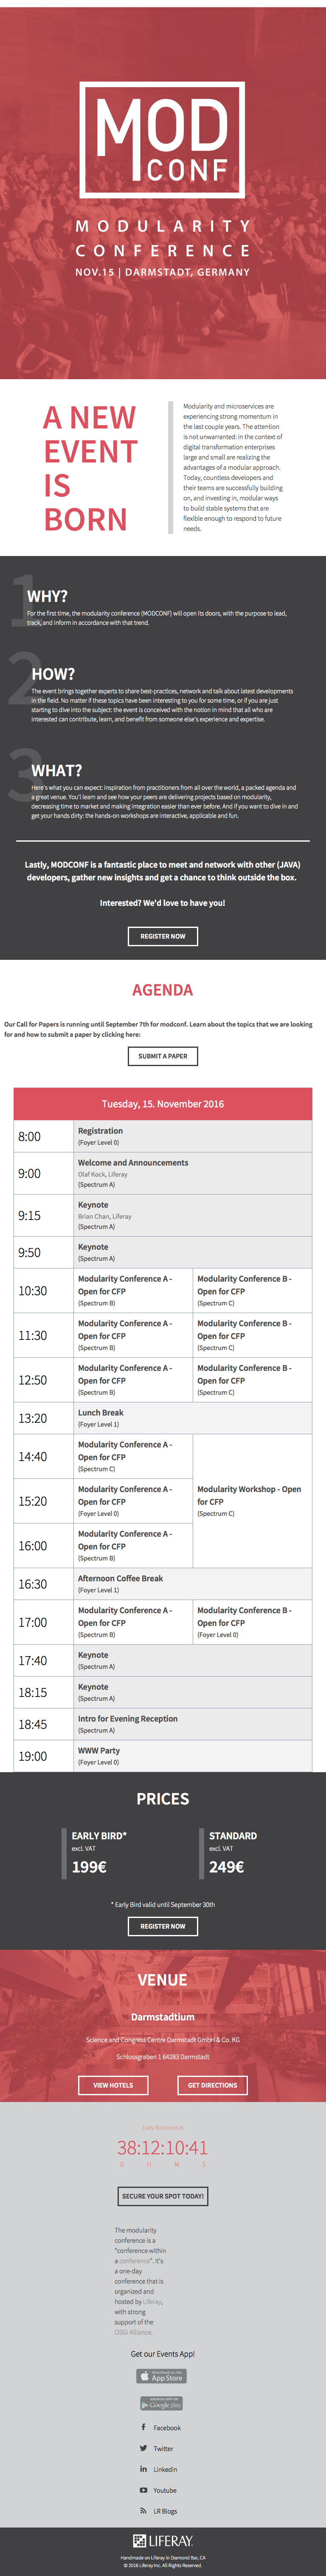 MOD
CONF
MODULARITY
CONFERENCE
NOV.15 | DARMSTADT, GERMANY
A NEW
EVENT
IS
BORN
Modularity and microservices are
experiencing strong momentum in
the last couple years. The attention
is not unwarranted: in the context of
digital transformation enterprises
large and small are realizing the
advantages of a modular approach.
Today, countless developers and
their teams are successfully building
on, and investing in, modular ways
to build stable systems that are
flexible enough to respond to future
needs.
1
WHY?
For the first time, the modularity conference (MODCONF) will open its doors, with the purpose to lead,
track, and inform in accordance with that trend.
2
HOW?
The event brings together experts to share best-practices, network and talk about latest developments
in the field. No matter if these topics have been interesting to you for some time, or if you are just
starting to dive into the subject: the event is conceived with the notion in mind that all who are
interested can contribute, learn, and benefit from someone else's experience and expertise.
3
WHAT?
Here's what you can expect: inspiration from practitioners from all over the world, a packed agenda and
a great venue. You'l learn and see how your peers are delivering projects based on modularity,
decreasing time to market and making integration easier than ever before. And if you want to dive in and
get your hands dirty: the hands-on workshops are interactive, applicable and fun.
Lastly, MODCONF is a fantastic place to meet and network with other (JAVA)
developers, gather new insights and get a chance to think outside the box.
Interested? We'd love to have you!
REGISTER NOW
AGENDA
Our Call for Papers is running until September 7th for modconf. Learn about the topics that we are looking
for and how to submit a paper by clicking here:
SUBMIT A PAPER
Tuesday, 15. November 2016
8:00
Registration
(Foyer Level 0)
9:00
Welcome and Announcements
Olaf Kock, Liferay
(Spectrum A)
9:15
Keynote
Brian Chan, Liferay
(Spectrum A)
9:50
Keynote
(Spectrum A)
10:30
Modularity Conference A -
Open for CFP
(Spectrum B)
Modularity Conference B -
Open for CFP
(Spectrum C)
11:30
Modularity Conference A -
Open for CFP
(Spectrum B)
Modularity Conference B -
Open for CFP
(Spectrum C)
12:50
Modularity Conference A -
Open for CFP
(Spectrum B)
Modularity Conference B -
Open for CFP
(Spectrum C)
13:20
Lunch Break
(Foyer Level 1)
14:40
Modularity Conference A -
Open for CFP
(Spectrum C)
15:20
Modularity Conference A -
Open for CFP
(Foyer Level 0)
Modularity Workshop - Open
for CFP
(Spectrum C)
16:00
Modularity Conference A -
Open for CFP
(Spectrum B)
16:30
Afternoon Coffee Break
(Foyer Level 1)
17:00
Modularity Conference A -
Open for CFP
(Spectrum B)
Modularity Conference B -
Open for CFP
(Foyer Level 0)
17:40
Keynote
(Spectrum A)
18:15
Keynote
(Spectrum A)
18:45
Intro for Evening Reception
(Spectrum A)
19:00
WWW Party
(Foyer Level 0)
PRICES
EARLY BIRD*
excl. VAT
199€
STANDARD
excl. VAT
249€
* Early Bird valid until September 30th
REGISTER NOW
VENUE
Darmstadtium
Science and Congress Centre Darmstadt GmbH & Co. KG
Schlossgraben 1 64283 Darmstadt
VIEW HOTELS
GET DIRECTIONS
Early Bird ends in
38:12:10:41
D H M S
SECURE YOUR SPOT TODAY!
The modularity
conference is a
"conference within
a conference". It's
a one-day
conference that is
organized and
hosted by Liferay,
with strong
support of the
OSGi Alliance.
Get our Events App!
Download on the
App Store
ANDROID APP ON
Google play
Facebook
Twitter
Linkedin
Youtube
LR Blogs
LIFERAY.
Handmade on Liferay in Diamond Bar, CA
© 2016 Liferay Inc. All Rights Reserved.